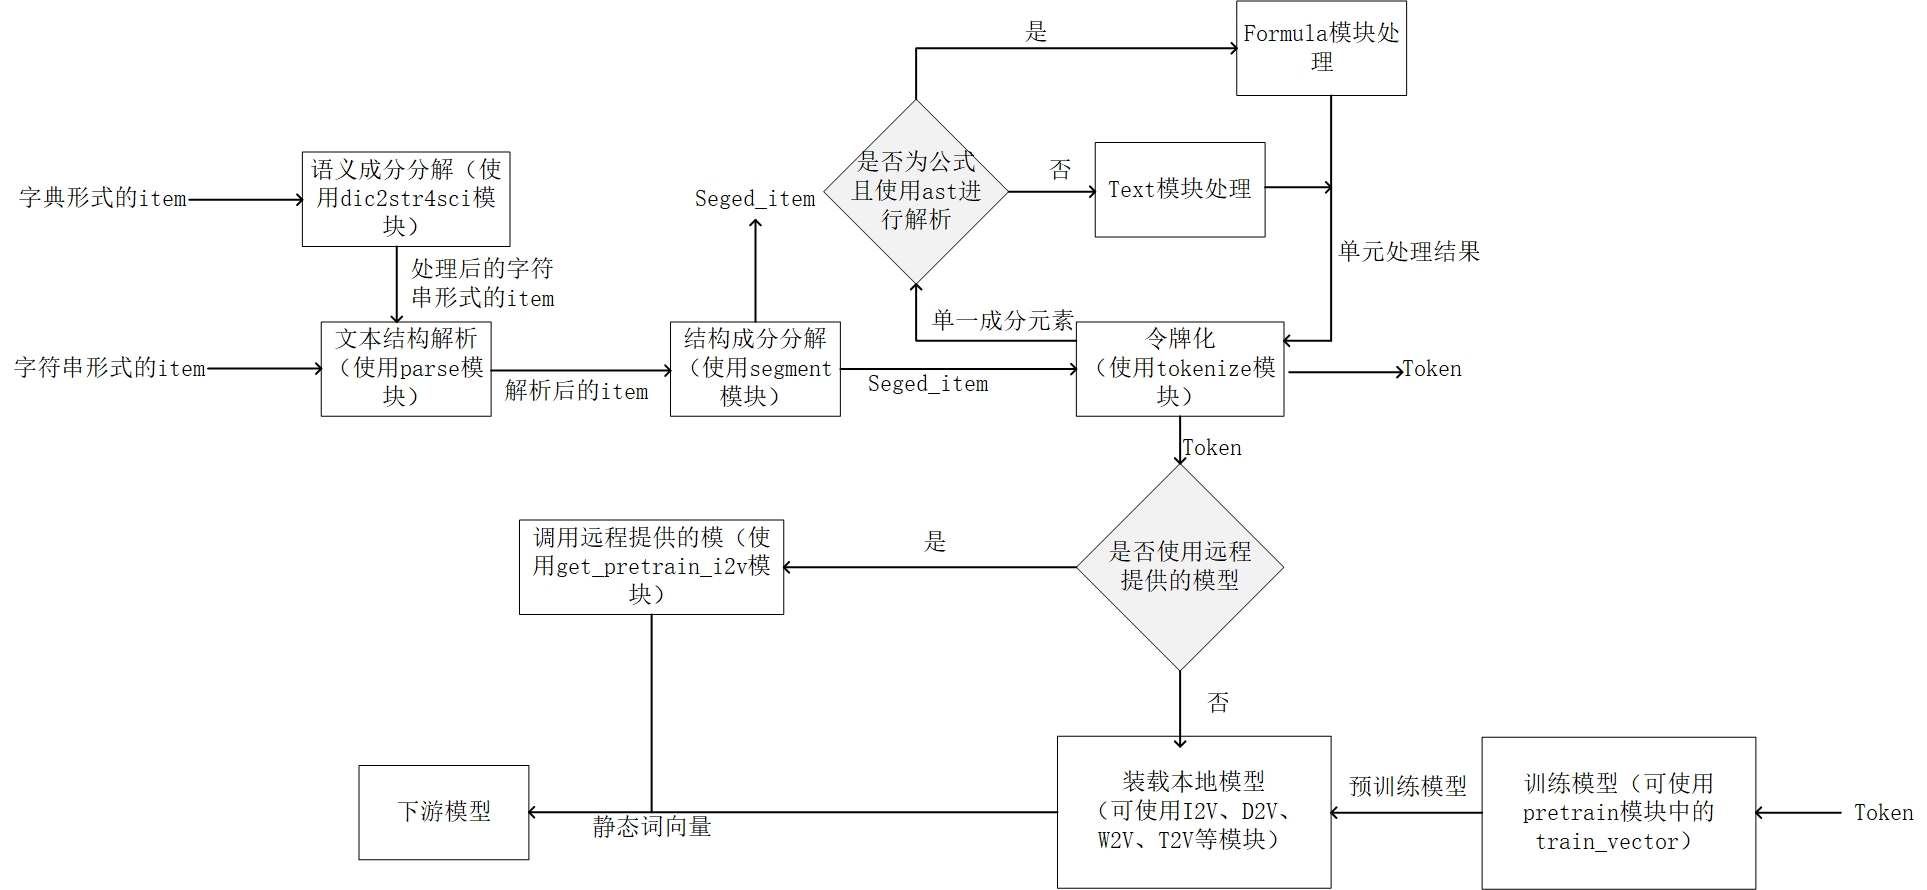 是
Formula模块处
理
字典形式的item
语义成分分解（使
用dic2str4sci模
块）
处理后的字符
串形式的item
字符串形式的item
文本结构解析
（使用parse模
块）
解析后的item
Seged_item
结构成分分解
（使用segment
模块）
Seged_item
是否为公式
且使用ast进
行解析
否
Text模块处理
单元处理结果
单一成分元素
令牌化
（使用tokenize模
块）
Token
Token
是否使用远程
提供的模型
是
调用远程提供的模（使
用get_pretrain_i2v模
块）
否
装载本地模型
（可使用I2V、D2V、
W2V、T2V等模块）
预训练模型
训练模型（可使用
pretrain模块中的
train_vector）
Token
静态词向量
下游模型